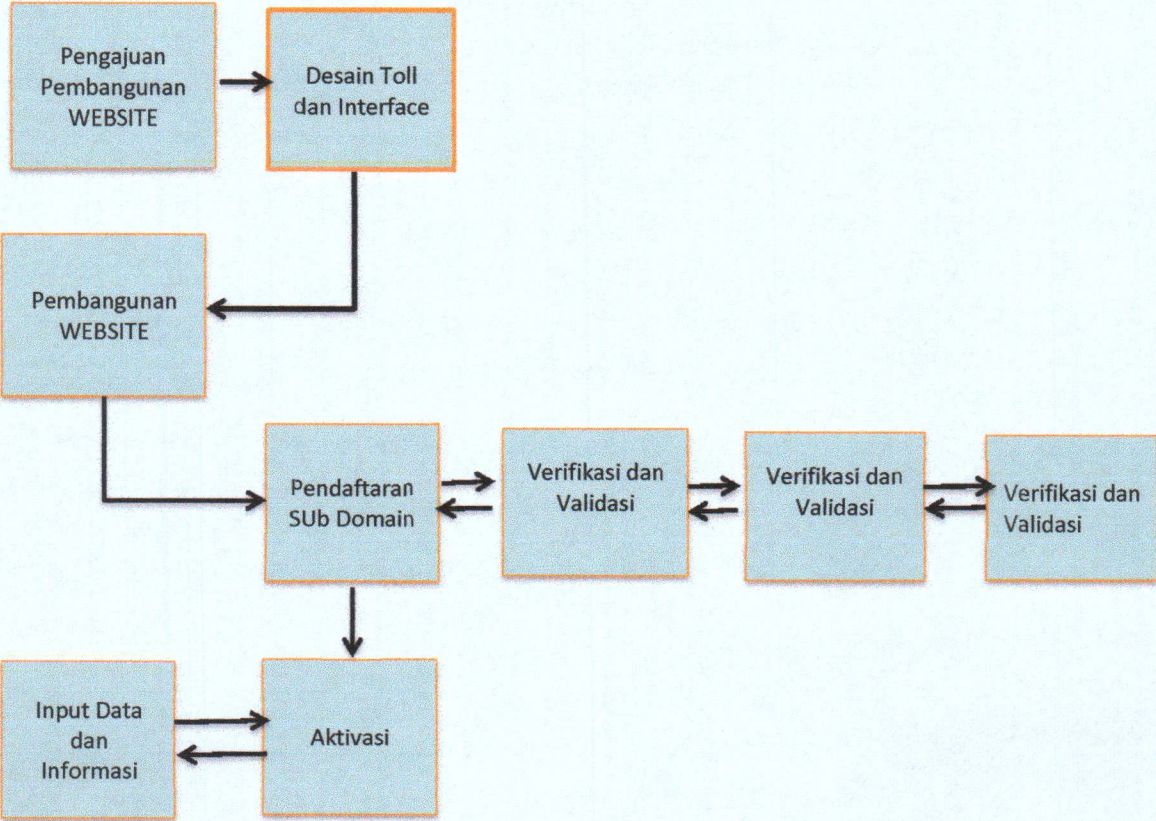 Pengajuan
Pembangunan
WEBSITE
Desain Toll
dan Interface
Pembangunan
WEBSITE
Pendaftaran
SUb Domain
Verifikasi dan
Validasi
Verifikasi dan
Validasi
Verifikasi dan
Validasi
Input Data
dan
Informasi
Aktivasi